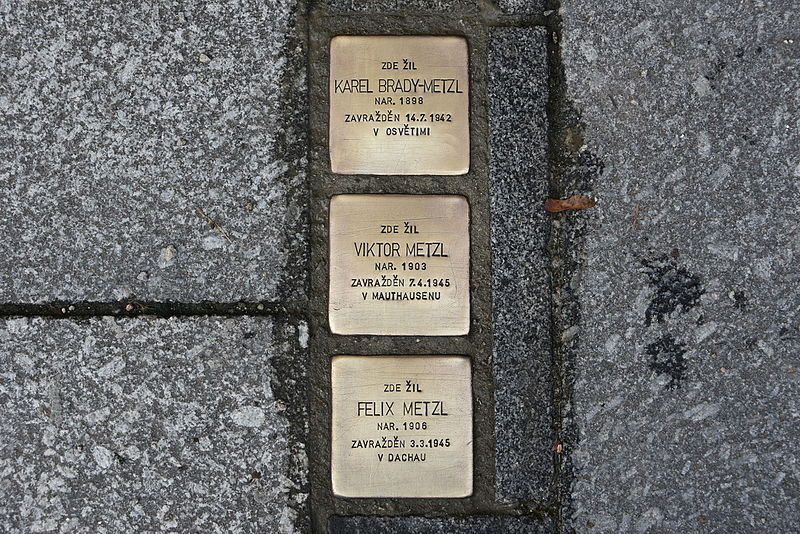 ZDE ŽIL
KAREL BRADY-METZL
NAR. 1898
ZAVRAŽDĚN 14.7.1942
V OSVĚTIMI
ZDE ŽIL
VIKTOR METZL
NAR. 1903
ZAVRAŽDĚN 7.4.1945
V MAUTHAUSENU
ZDE ŽIL
FELIX METZL
NAR. 1906
ZAVRAŽDĚN 3.3.1945
V DACHAU